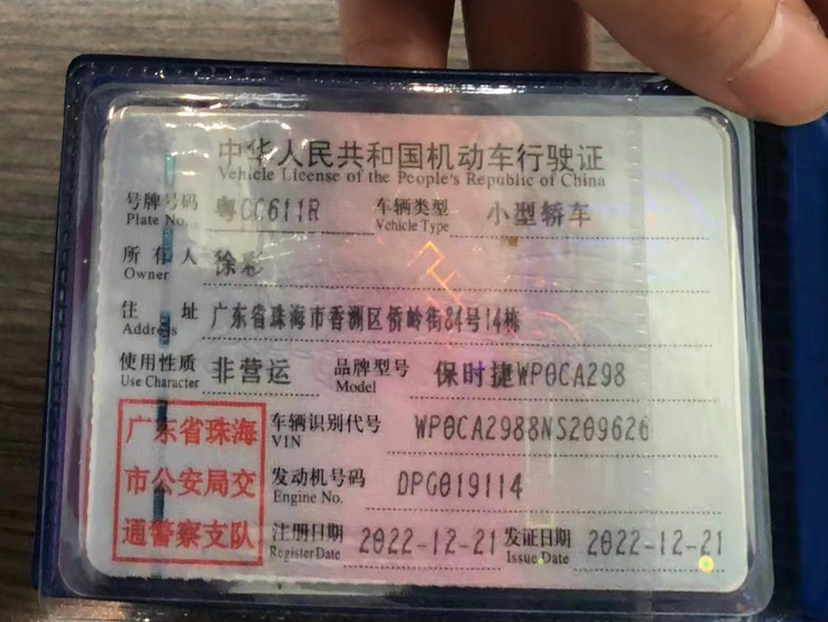 中华人民共和国机动车行驶证
Vehicle License of the People's Republic of China
号牌号码 粤CC611R 车辆类型 小型轿车
Plate No. Vehicle Type
所有人 徐彩
Owner
住址 广东省珠海市香洲区侨岭街84号14栋
Address
使用性质 非营运 品牌型号 保时捷WP0CA298
Use Character Model
广东省珠海 车辆识别代号 WP0CA2988NS209626
VIN
市公安局交 发动机号码 DPG019114
Engine No.
通警察支队 注册日期 2022-12-21 发证日期 2022-12-21
Register Date Issue Date